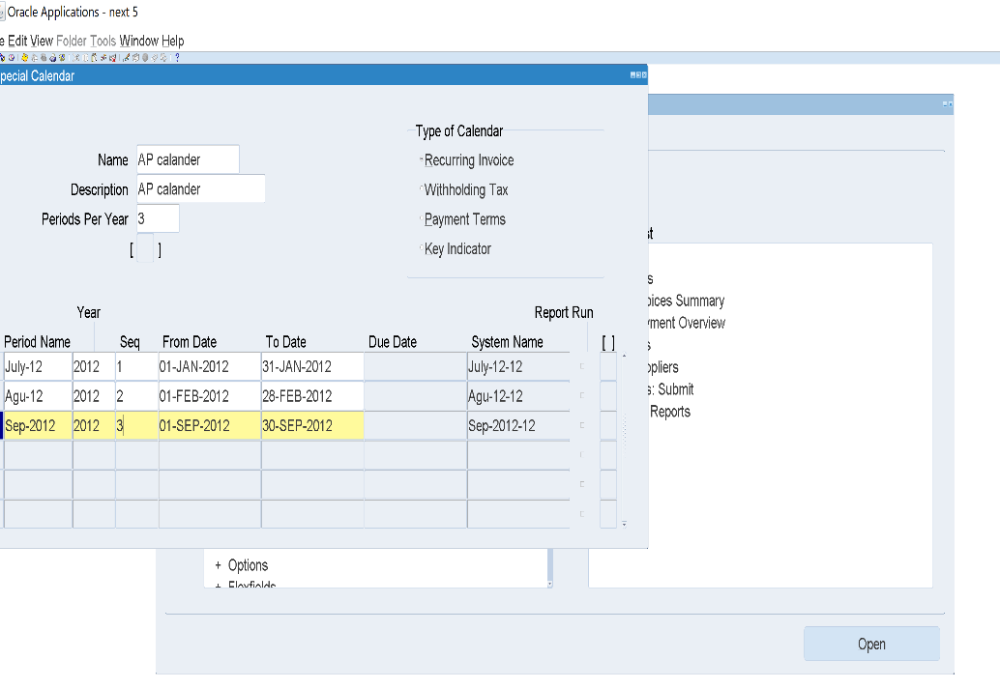 Oracle Applications - next 5
e Edit View Folder Tools Window Help
pecial Calendar
Type of Calendar
Name AP calander
Recurring Invoice
Description AP calander
Withholding Tax
Periods Per Year 3
Payment Terms
[ ]
Key Indicator
st
s
oices Summary
Year
Report Run
ment Overview
Period Name Seq From Date To Date Due Date System Name [ ]
s
July-12 2012 1 01-JAN-2012 31-JAN-2012 July-12-12
ppliers
Agu-12 2012 2 01-FEB-2012 28-FEB-2012 Agu-12-12
s: Submit
Reports
Sep-2012 2012 3 01-SEP-2012 30-SEP-2012 Sep-2012-12
+ Options
+ Flexfields
Open